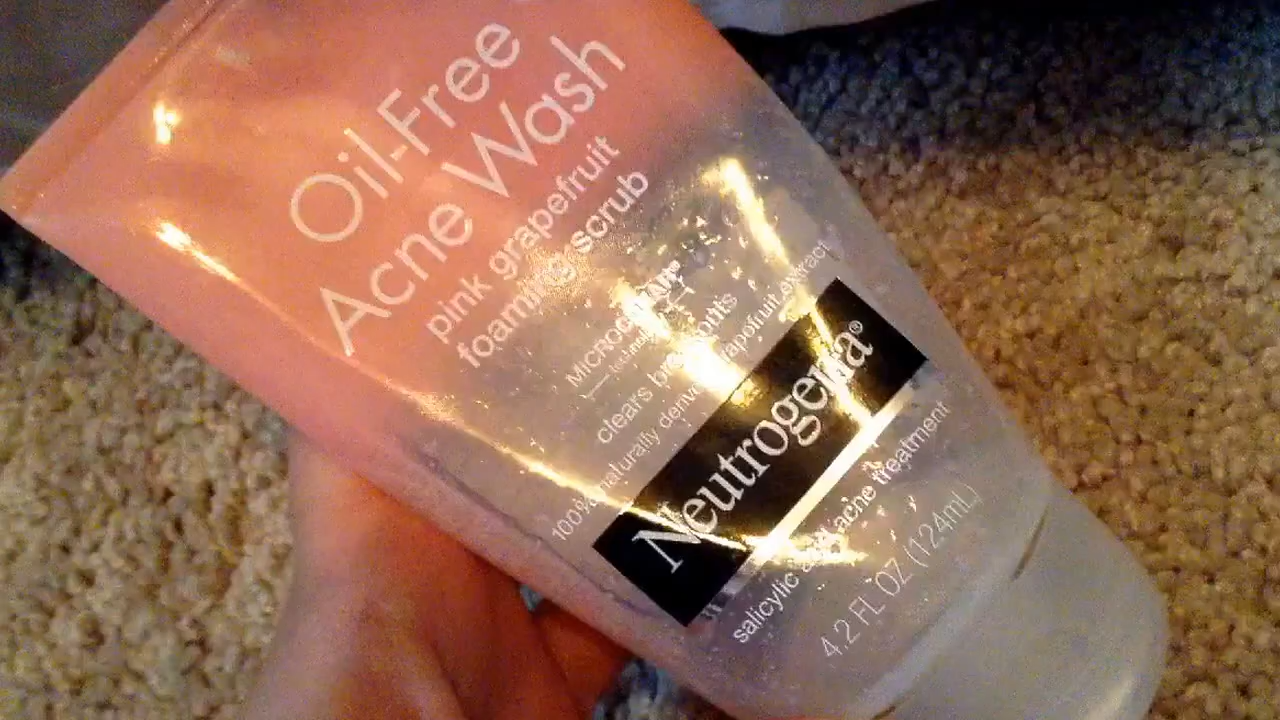 Oil-Free
Acne Wash
pink grapefruit
foaming scrub
MICROCLEAR®
technology
clears breakouts
100% naturally derived grapefruit extract
Neutrogena®
salicylic acid acne treatment
4.2 FL OZ (124mL)